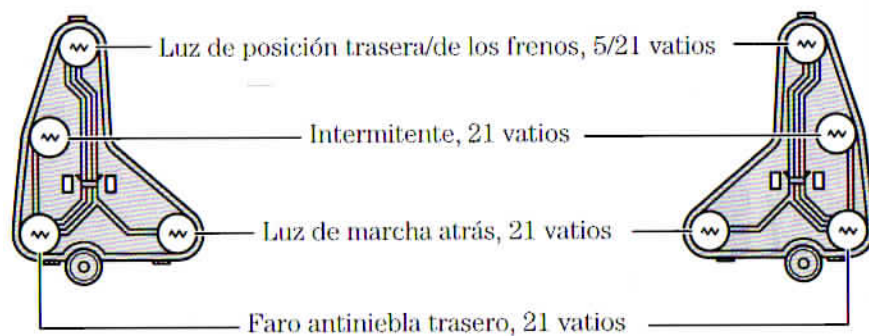 Luz de posición trasera/de los frenos, 5/21 vatios
Intermitente, 21 vatios
Luz de marcha atrás, 21 vatios
Faro antiniebla trasero, 21 vatios